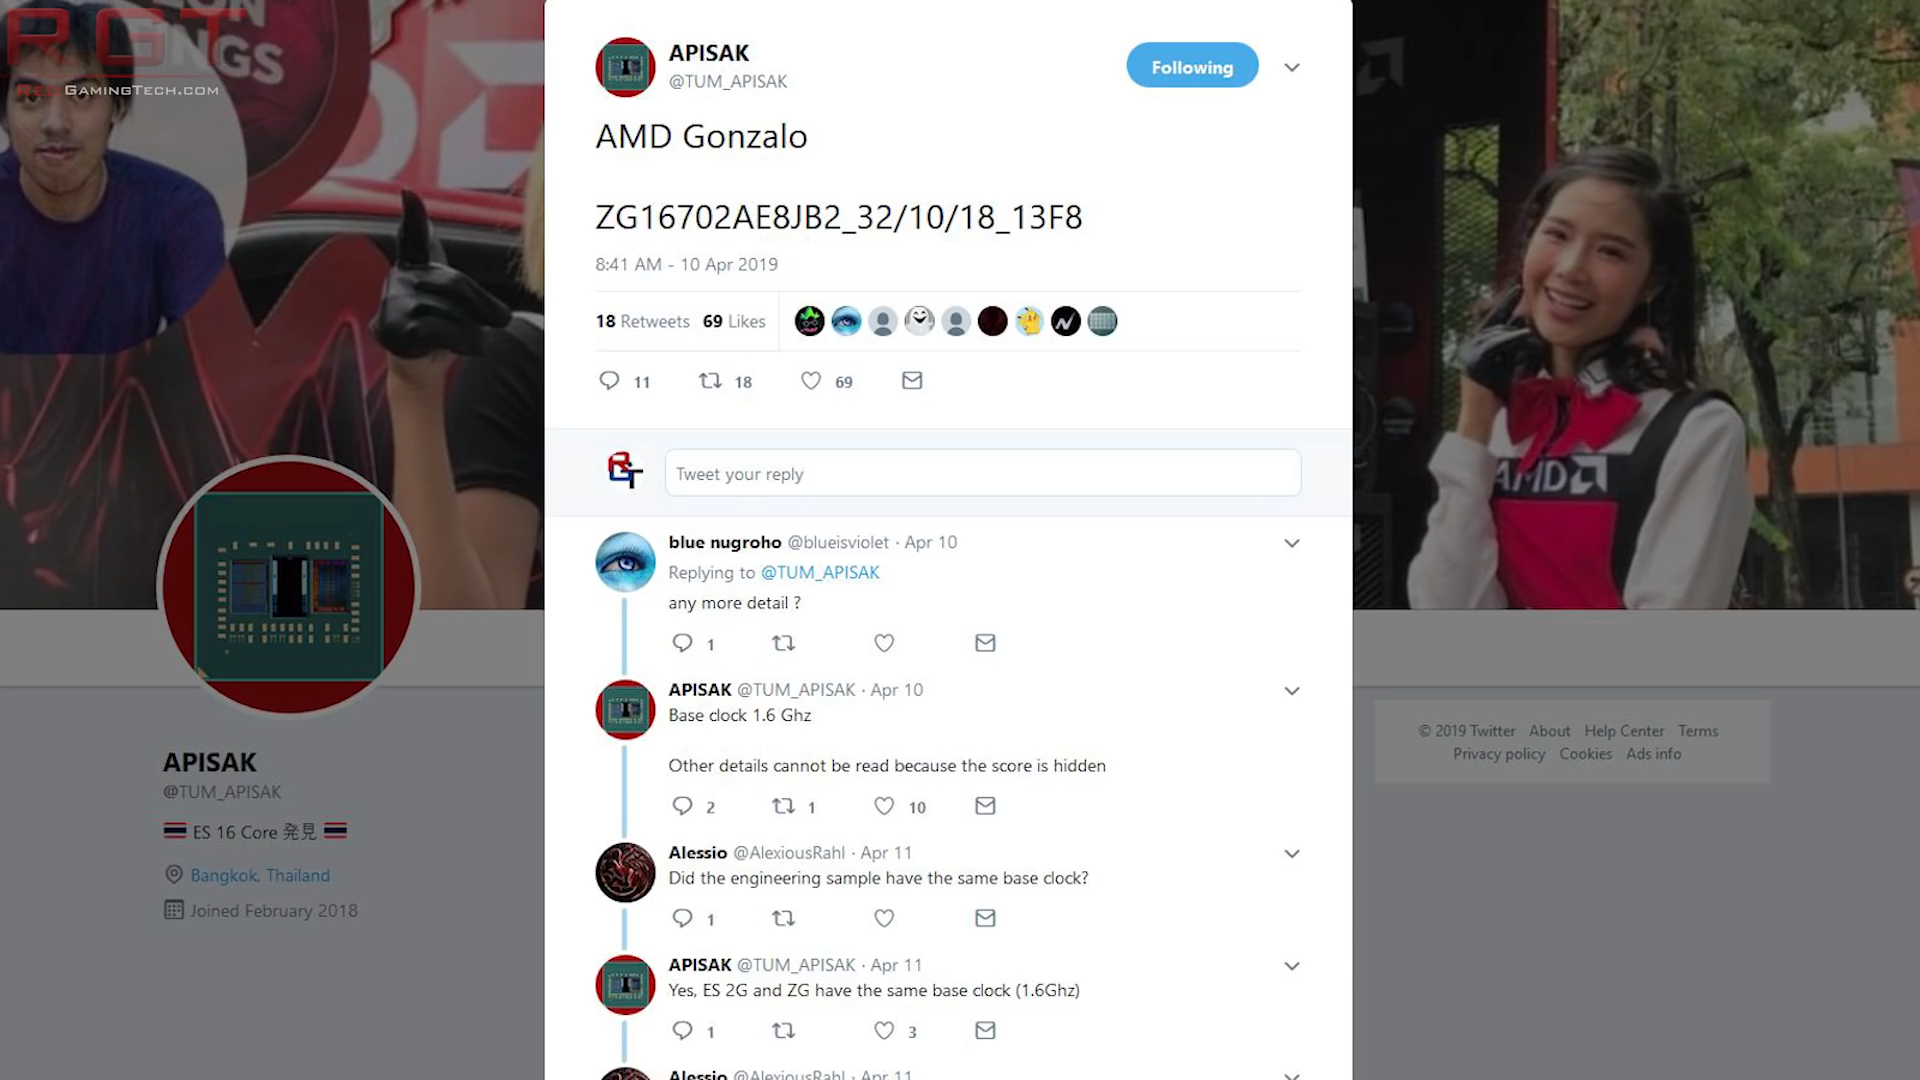 RGT
RedGamingTech.com
APISAK
@TUM_APISAK
Following
AMD Gonzalo
ZG16702AE8JB2_32/10/18_13F8
8:41 AM - 10 Apr 2019
18 Retweets 69 Likes
11 18 69
Tweet your reply
blue nugroho @blueisviolet · Apr 10
Replying to @TUM_APISAK
any more detail ?
1
APISAK @TUM_APISAK · Apr 10
Base clock 1.6 Ghz
Other details cannot be read because the score is hidden
2 1 10
Alessio @AlexiousRahl · Apr 11
Did the engineering sample have the same base clock?
1
APISAK @TUM_APISAK · Apr 11
Yes, ES 2G and ZG have the same base clock (1.6Ghz)
1 3
Alessio @AlexiousRahl · Apr 11
APISAK
@TUM_APISAK
ES 16 Core 発見
Bangkok, Thailand
Joined February 2018
AMD
© 2019 Twitter About Help Center Terms
Privacy policy Cookies Ads info